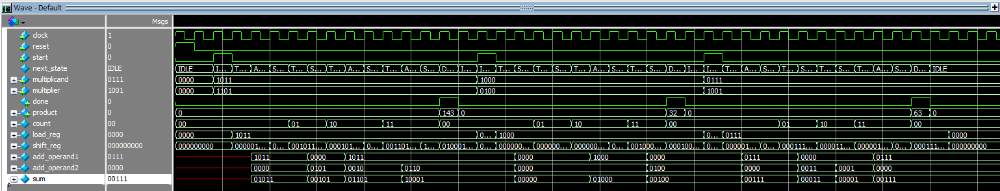 Wave - Default
Msgs
clock 1
reset 0
start 0
next_state IDLE IDLE I... T... A... S... T... S... T... A... S... T... A... S... D... I... I... T... S... T... S... T... A... S... T... S... D... I... I... T... A... S... T... S... T... S... T... A... S... D... IDLE
multiplicand 0111 0000 1011 1000 0111
multiplier 1001 0000 1101 0100 1001
done 0
product 0 0 143 0 32 0 63 0
count 00 00 01 10 11 00 01 10 11 00 01 10 11 00
load_reg 0000 0000 1011 0... 1000 0... 0111 0000
shift_reg 000000000 000000000 000001... 0... 001011... 000101... 0... 001101... 1... 010001... 0... 000000... 000000... 000000... 0... 001000... 000100... 0... 000001... 0... 000111... 000011... 000001... 0... 000111... 000000000
add_operand1 0111 1011 0000 1011 0000 1000 0000 0111 0000 0111
add_operand2 0000 0000 0101 0010 0110 0000 0100 0000 0011 0001 0000
sum 00111 01011 00101 01101 10001 00000 01000 00100 00111 00011 00001 00111